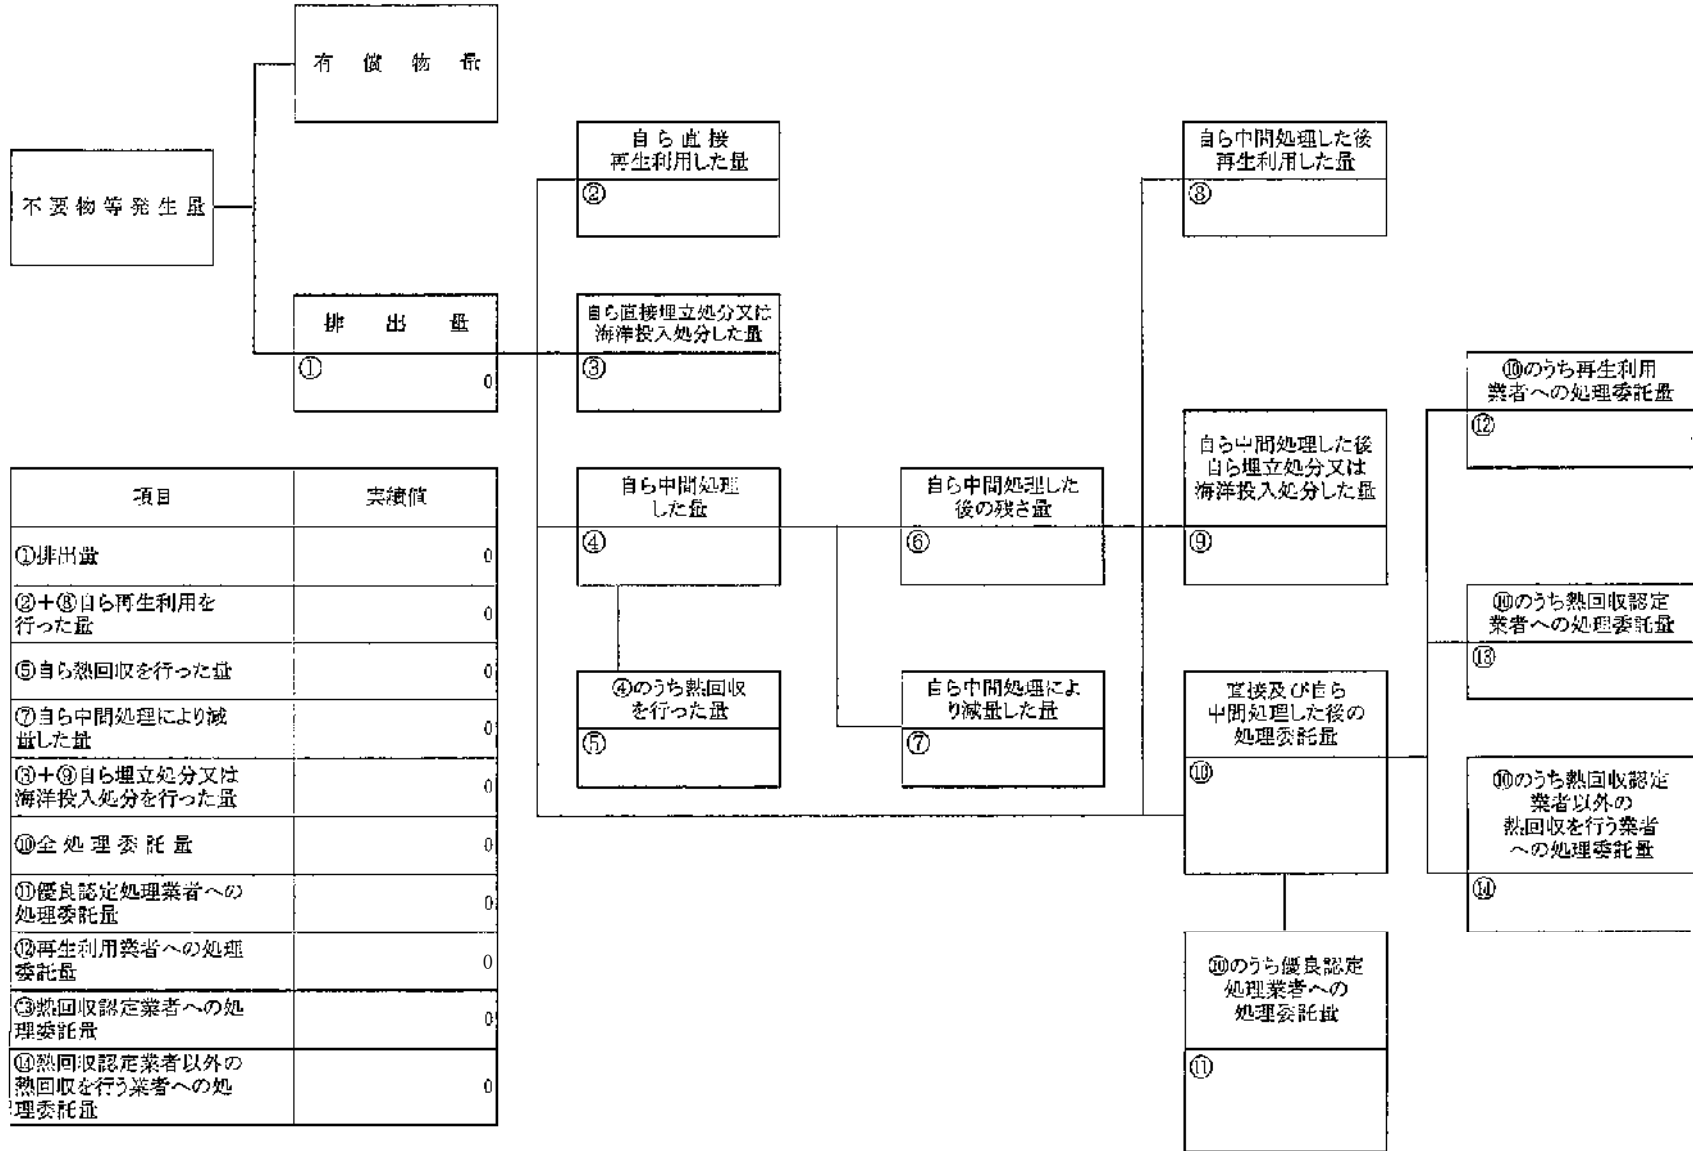 有償物量
不要物等発生量
排出量
①
0
自ら直接
再生利用した量
②
自ら直接埋立処分又は
海洋投入処分した量
③
自ら中間処理
した量
④
④のうち熱回収
を行った量
⑤
自ら中間処理した
後の残さ量
⑥
自ら中間処理によ
り減量した量
⑦
自ら中間処理した後
再生利用した量
⑧
自ら中間処理した後
自ら埋立処分又は
海洋投入処分した量
⑨
直接及び自ら
中間処理した後の
処理委託量
⑩
⑩のうち優良認定
処理業者への
処理委託量
⑪
⑩のうち再生利用
業者への処理委託量
⑫
⑩のうち熱回収認定
業者への処理委託量
⑬
⑩のうち熱回収認定
業者以外の
熱回収を行う業者
への処理委託量
⑭
項目 実績値
①排出量 0
②+⑧自ら再生利用を
行った量 0
⑤自ら熱回収を行った量 0
⑦自ら中間処理により減
量した量 0
③+⑨自ら埋立処分又は
海洋投入処分を行った量 0
⑩全処理委託量 0
⑪優良認定処理業者への
処理委託量 0
⑫再生利用業者への処理
委託量 0
⑬熱回収認定業者への処
理委託量 0
⑭熱回収認定業者以外の
熱回収を行う業者への処
理委託量 0